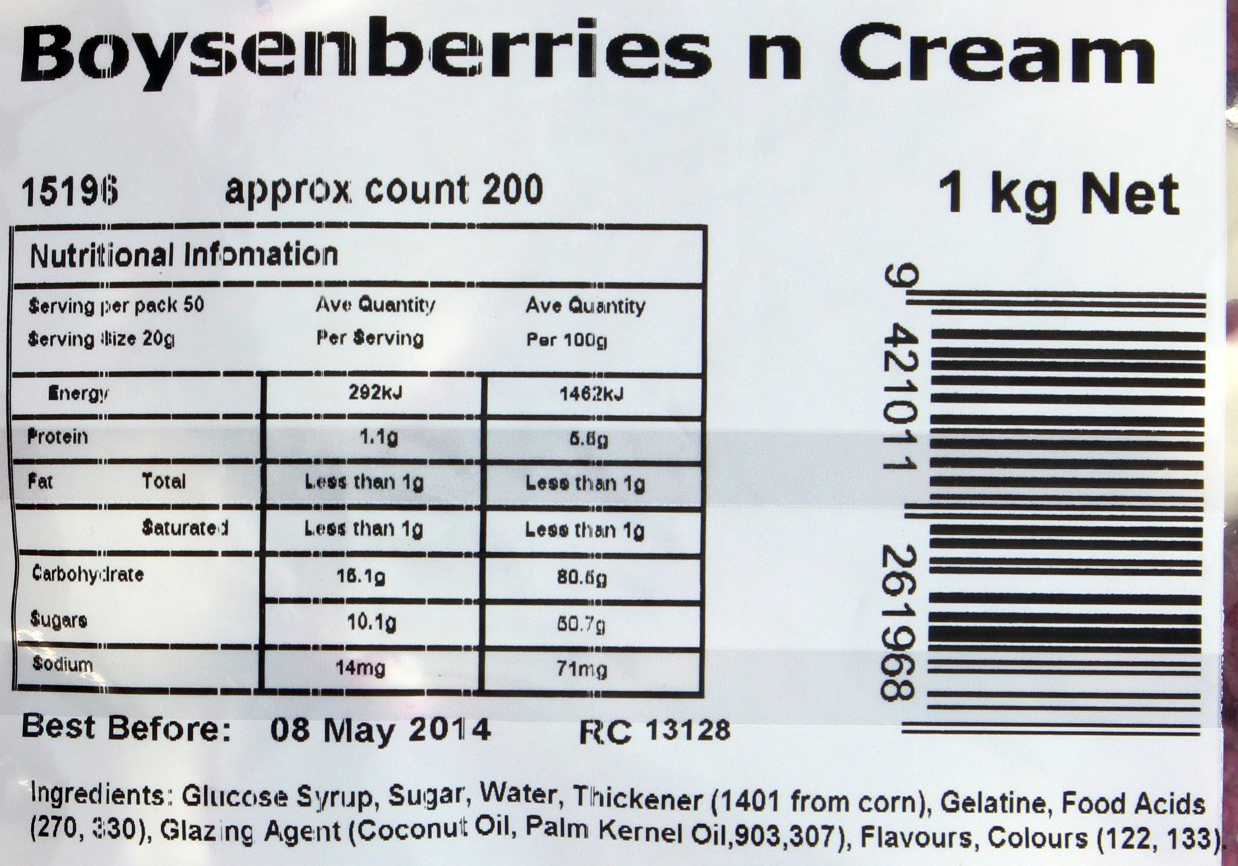 Boysenberries n Cream
15196 approx count 200 1 kg Net
Nutritional Infomation
Serving per pack 50 Ave Quantity Ave Quantity
Serving Size 20g Per Serving Per 100g
Energy 292kJ 1462kJ
Protein 1.1g
Fat Total Less than 1g Less than 1g
Saturated Less than 1g Less than 1g
Carbohydrate 16.1g 80.6g
Sugars 10.1g 50.7g
Sodium 14mg 71mg
9 421011 261968
Best Before: 08 May 2014 RC 13128
Ingredients: Glucose Syrup, Sugar, Water, Thickener (1401 from corn), Gelatine, Food Acids
(270, 330), Glazing Agent (Coconut Oil, Palm Kernel Oil,903,307), Flavours, Colours (122, 133).